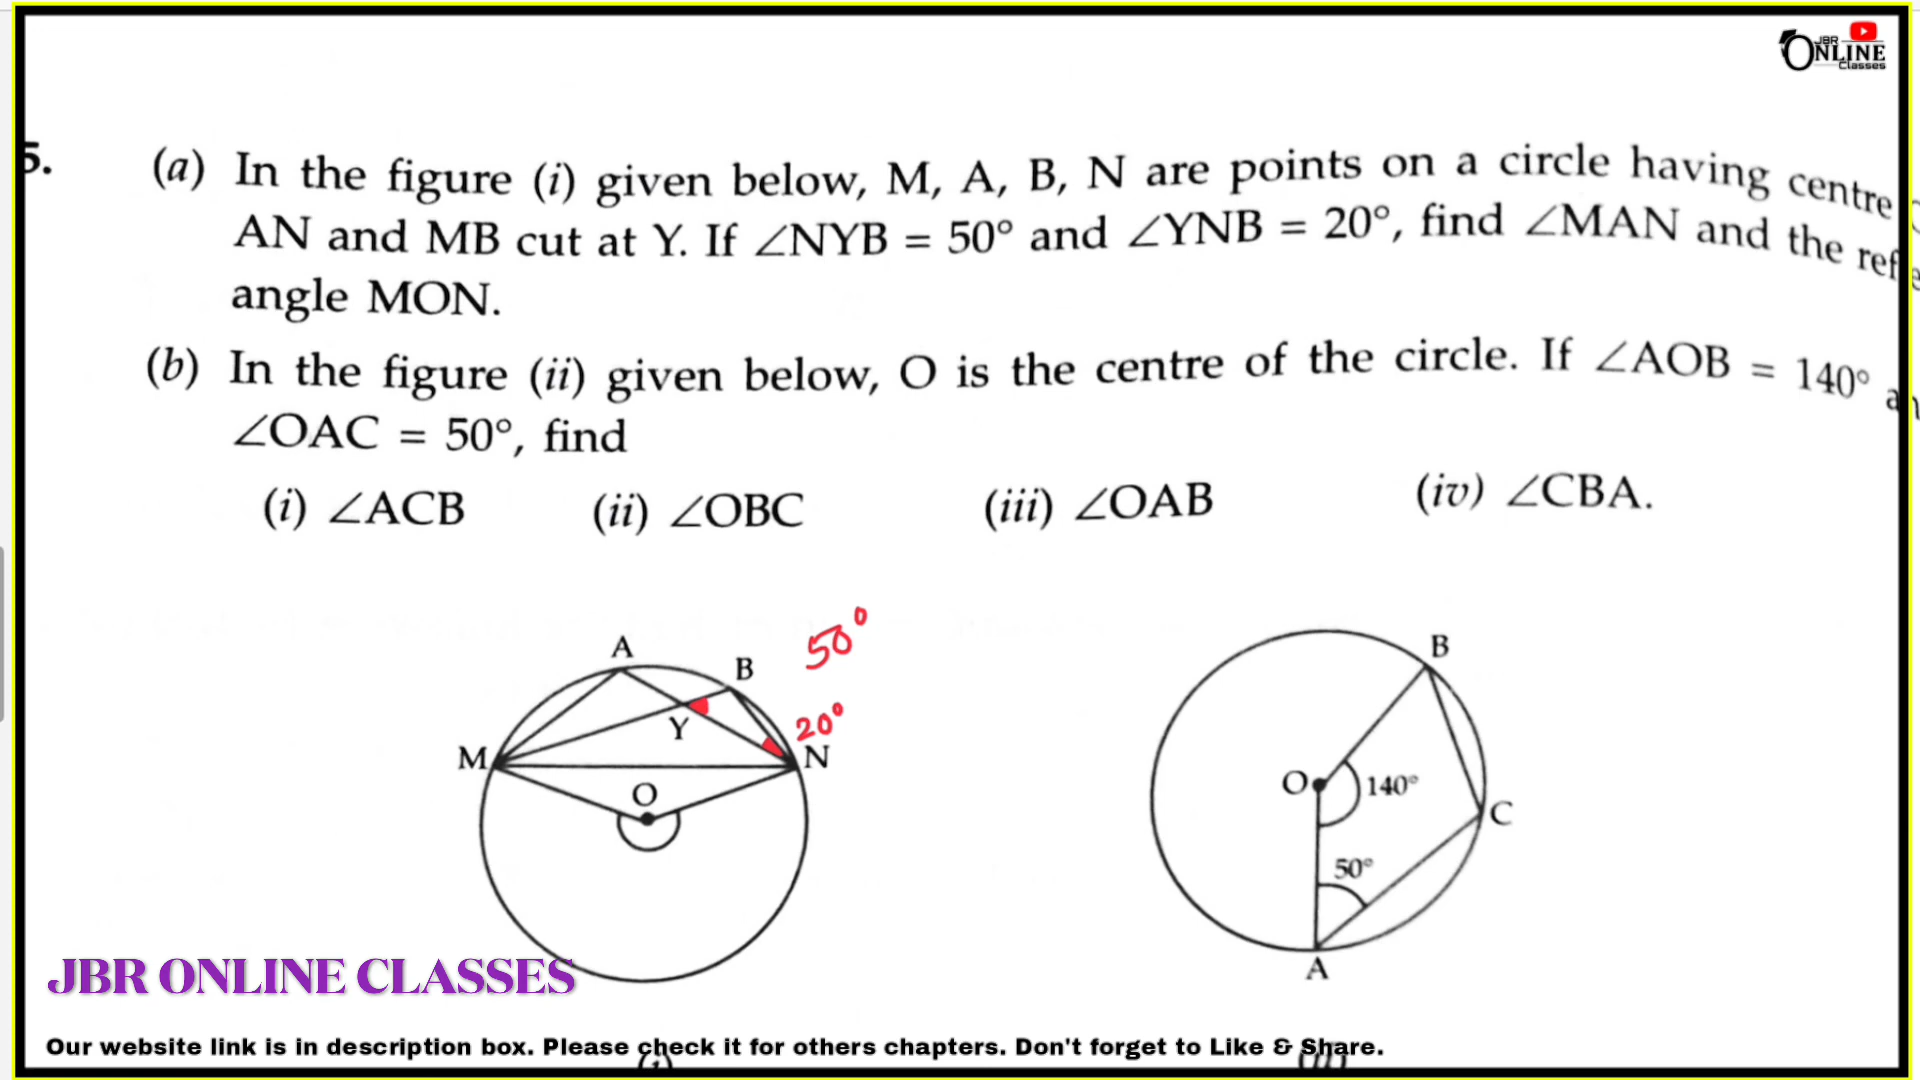 JBR
ONLINE
Classes
5. (a) In the figure (i) given below, M, A, B, N are points on a circle having centre
AN and MB cut at Y. If ∠NYB = 50° and ∠YNB = 20°, find ∠MAN and the
angle MON.
(b) In the figure (ii) given below, O is the centre of the circle. If ∠AOB = 140°
∠OAC = 50°, find
(i) ∠ACB (ii) ∠OBC (iii) ∠OAB (iv) ∠CBA.
A
B
50°
Y
20°
M
N
O
B
O
140°
C
50°
A
JBR ONLINE CLASSES
Our website link is in description box. Please check it for others chapters. Don't forget to Like & Share.